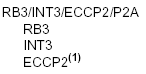 RB3/INT3/ECCP2/P2A
RB3
INT3
ECCP2(1)